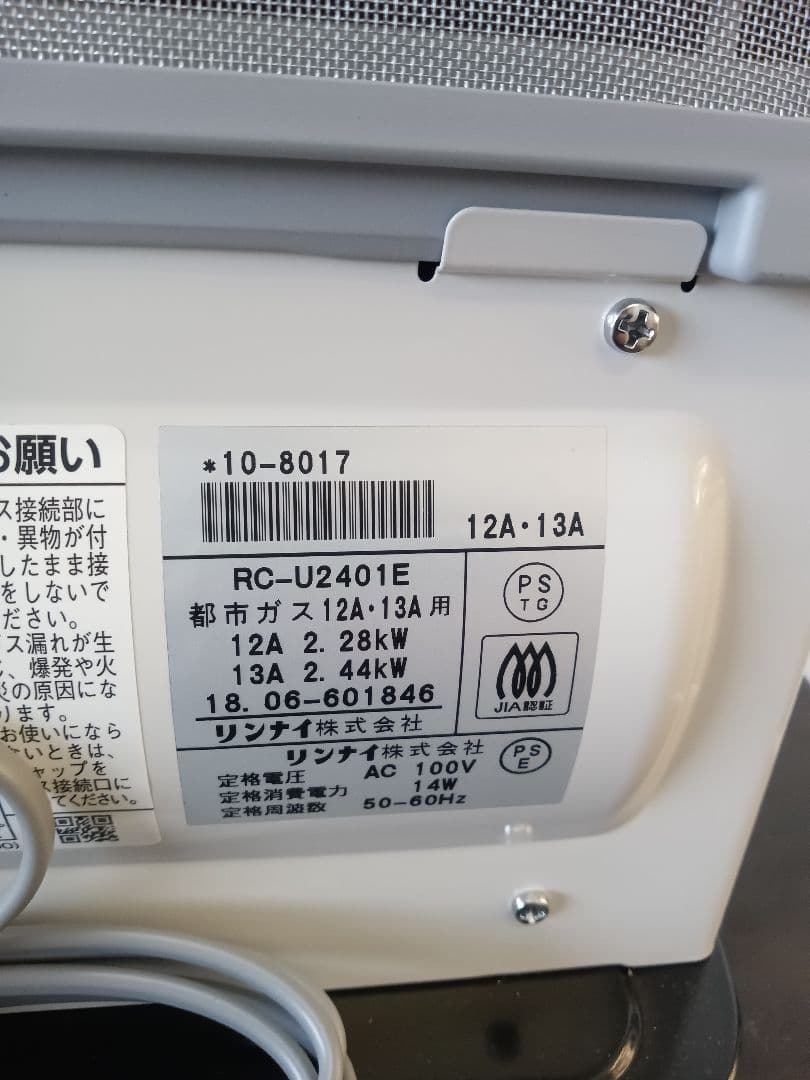 お願い
ス接続部に
・異物が付
したまま接
をしないで
ださい。
ス漏れが生
、爆発や火
災の原因にな
ります。
お使いになら
ないときは、
ャップを
ス接続口に
てください。
*10-8017
12A・13A
RC-U2401E
都市ガス12A・13A用
12A 2. 28kW
13A 2. 44kW
18. 06-601846
リンナイ株式会社
PS
TG
JIA認証
リンナイ株式会社
定格電圧 AC 100V
定格消費電力 14W
定格周波数 50-60Hz
PS
E